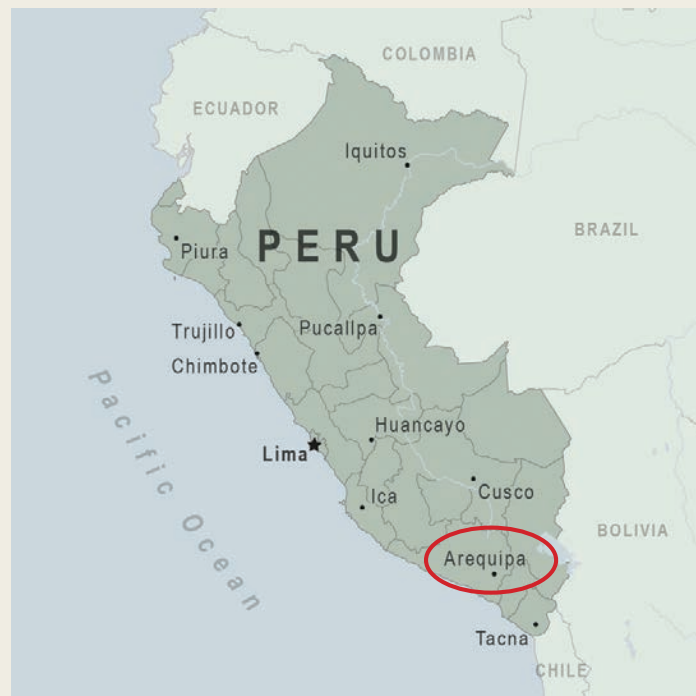 COLOMBIA
ECUADOR
Iquitos
BRAZIL
PERU
Piura
Pucallpa
Trujillo
Chimbote
Pacific Ocean
Huancayo
Lima
Cusco
Ica
BOLIVIA
Arequipa
Tacna
CHILE